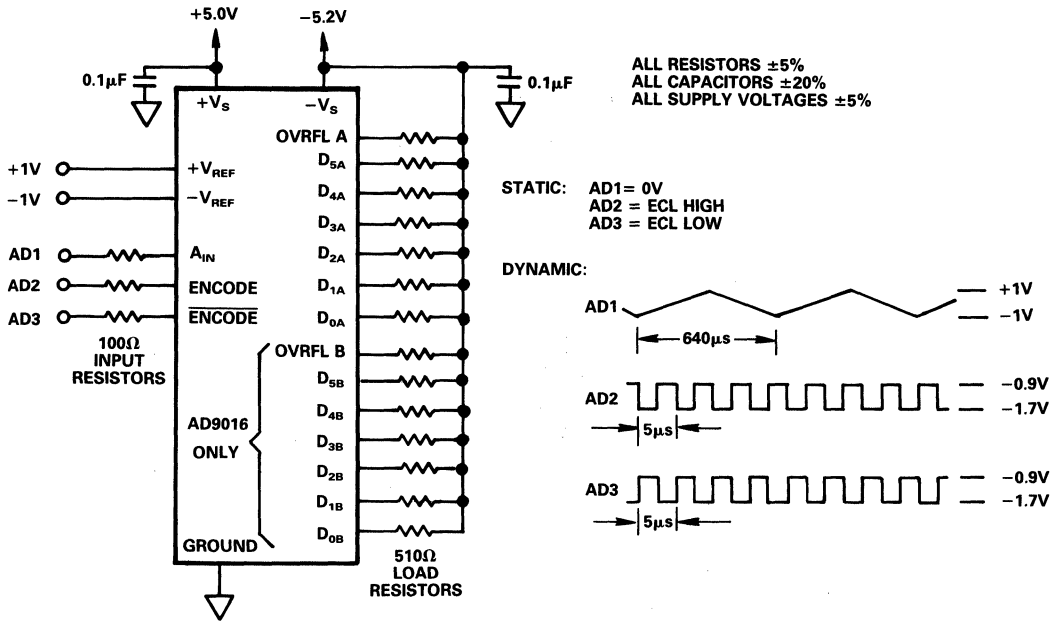 +5.0V
−5.2V
0.1μF
0.1μF
+VS
−VS
ALL RESISTORS ±5%
ALL CAPACITORS ±20%
ALL SUPPLY VOLTAGES ±5%
OVRFL A
D5A
D4A
D3A
D2A
D1A
D0A
OVRFL B
D5B
D4B
D3B
D2B
D1B
D0B
+1V
+VREF
−1V
−VREF
AD1
AIN
AD2
ENCODE
AD3
ENCODE
100Ω
INPUT
RESISTORS
AD9016
ONLY
GROUND
510Ω
LOAD
RESISTORS
STATIC:
AD1= 0V
AD2 = ECL HIGH
AD3 = ECL LOW
DYNAMIC:
AD1
+1V
−1V
640μs
AD2
−0.9V
−1.7V
5μs
AD3
−0.9V
−1.7V
5μs